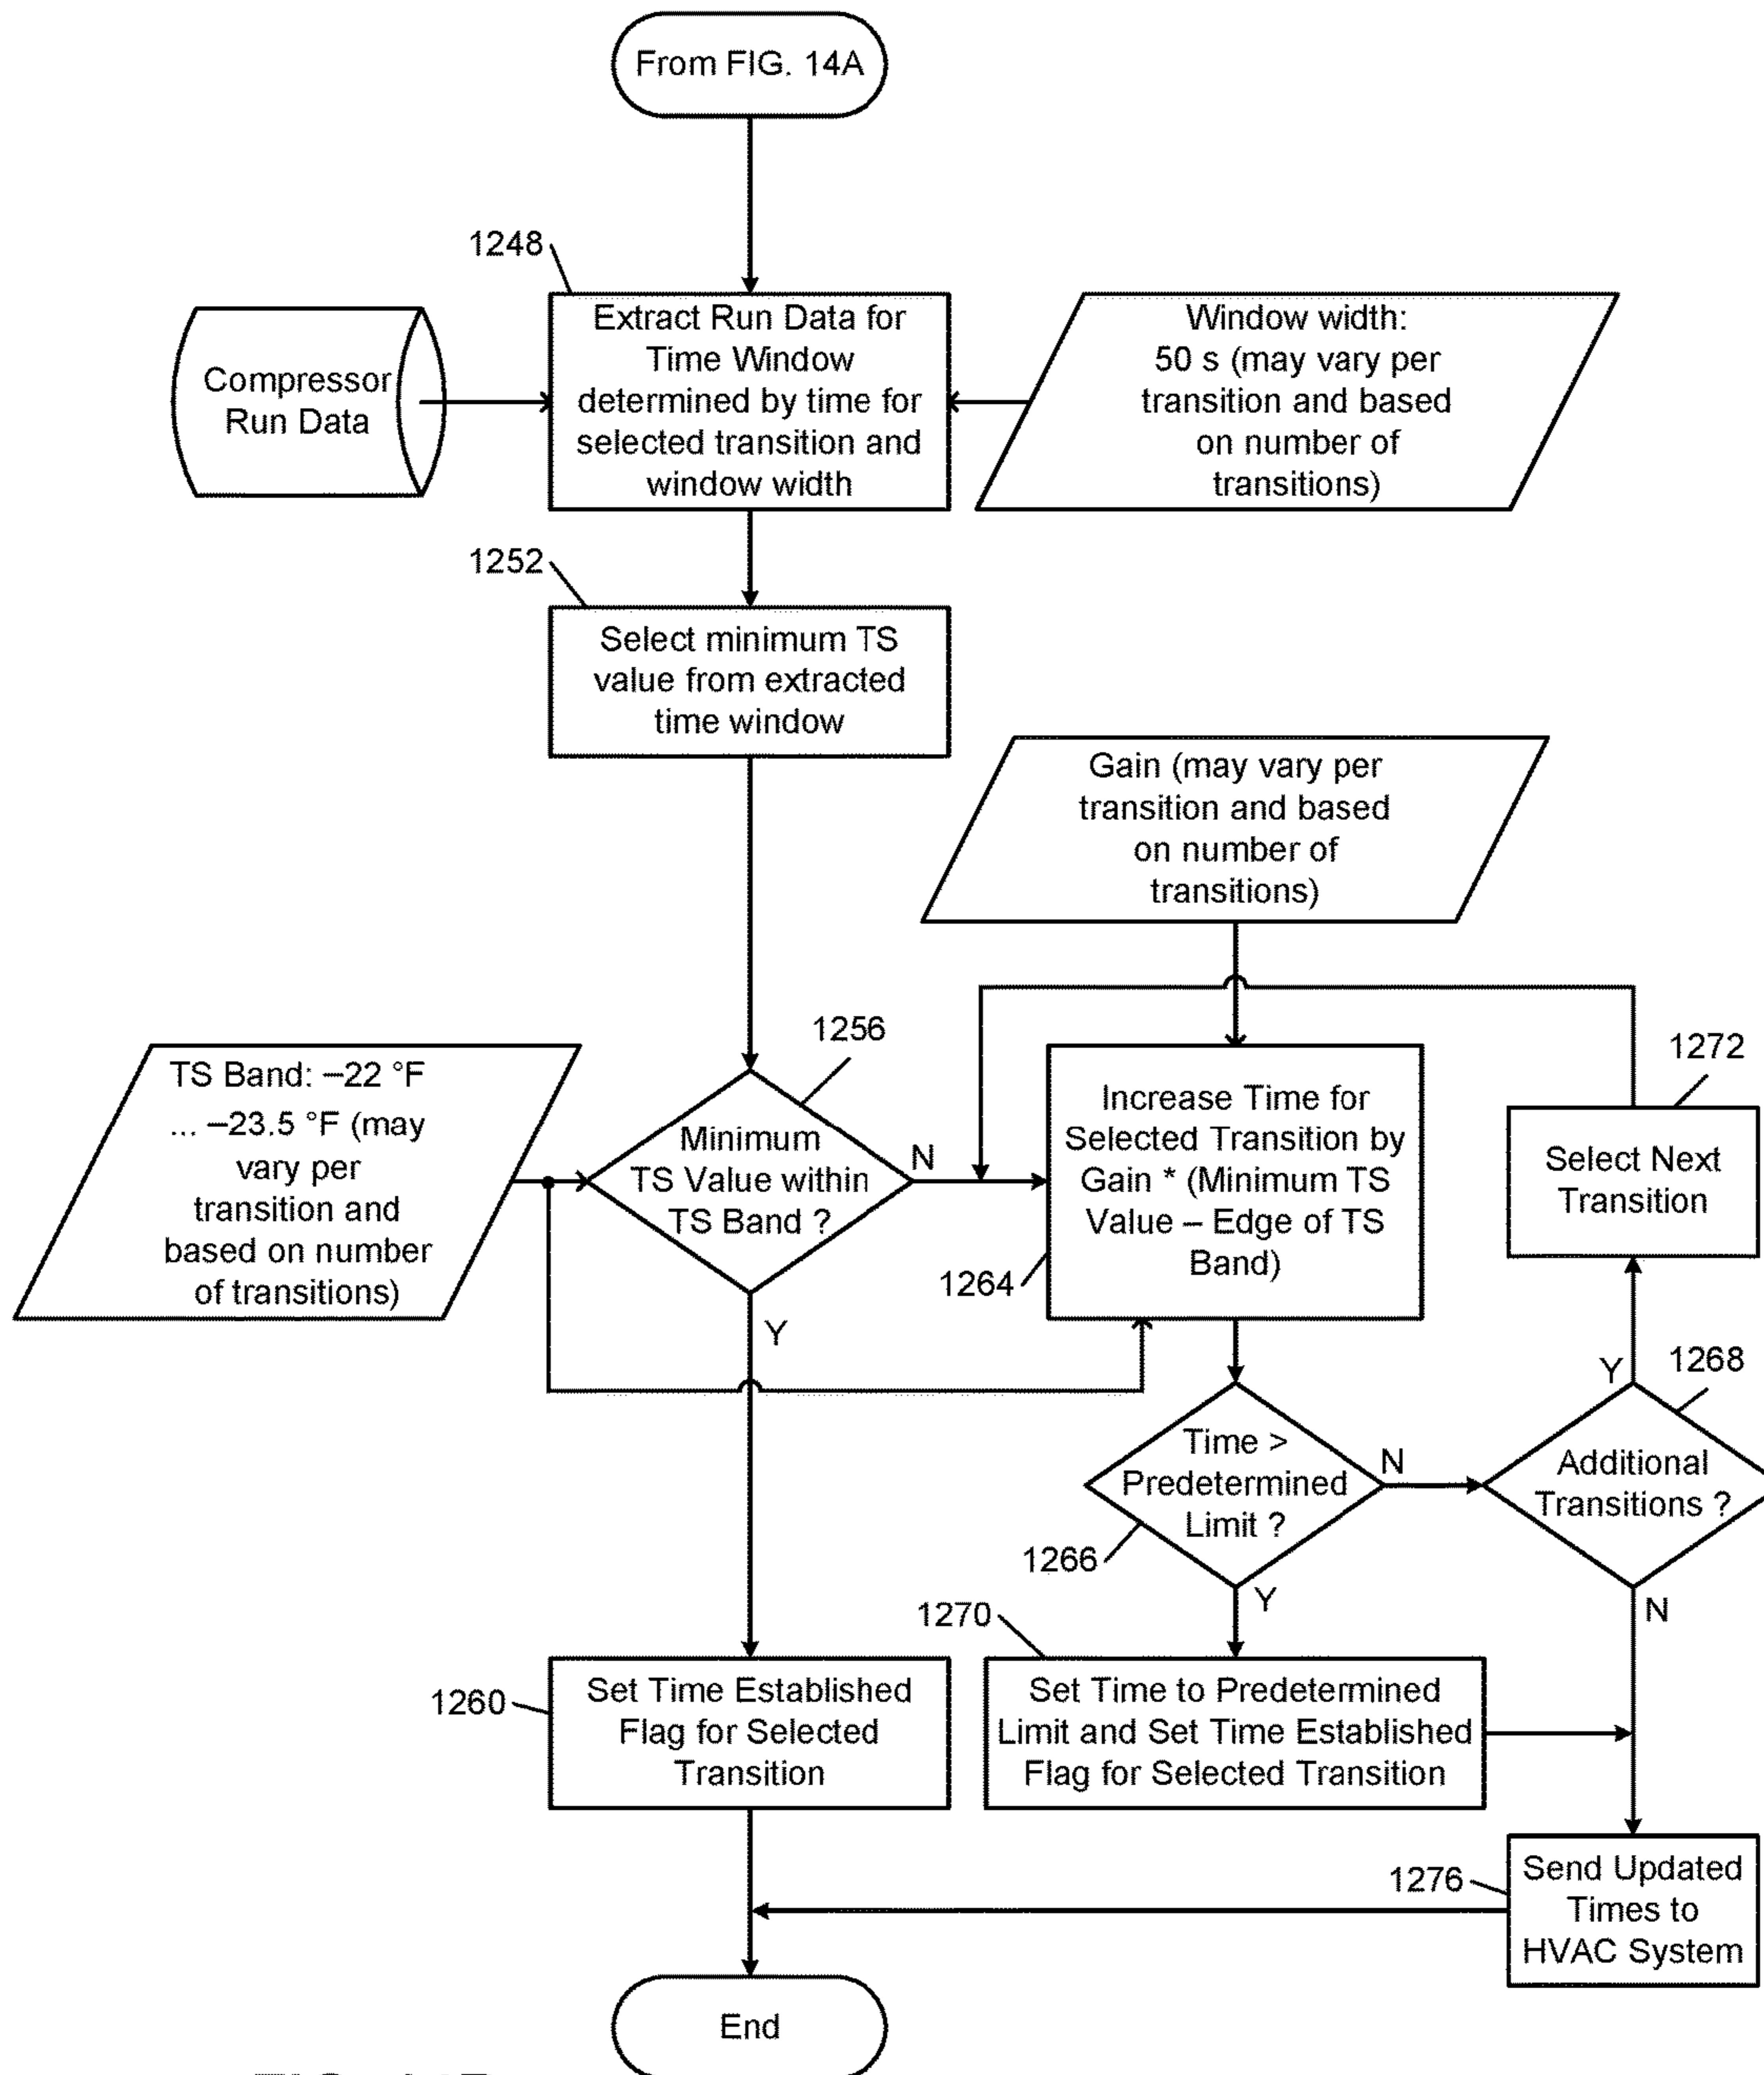 From FIG. 14A
1248
Compressor
Run Data
Extract Run Data for
Time Window
determined by time for
selected transition and
window width
Window width:
50 s (may vary per
transition and based
on number of
transitions)
1252
Select minimum TS
value from extracted
time window
Gain (may vary per
transition and based
on number of
transitions)
TS Band: –22 °F
... –23.5 °F (may
vary per
transition and
based on number
of transitions)
1256
Minimum
TS Value within
TS Band ?
N
Y
Increase Time for
Selected Transition by
Gain * (Minimum TS
Value – Edge of TS
Band)
1264
1272
Select Next
Transition
Time >
Predetermined
Limit ?
1266
N
Y
Y
1268
Additional
Transitions ?
N
1260
Set Time Established
Flag for Selected
Transition
1270
Set Time to Predetermined
Limit and Set Time Established
Flag for Selected Transition
1276
Send Updated
Times to
HVAC System
End